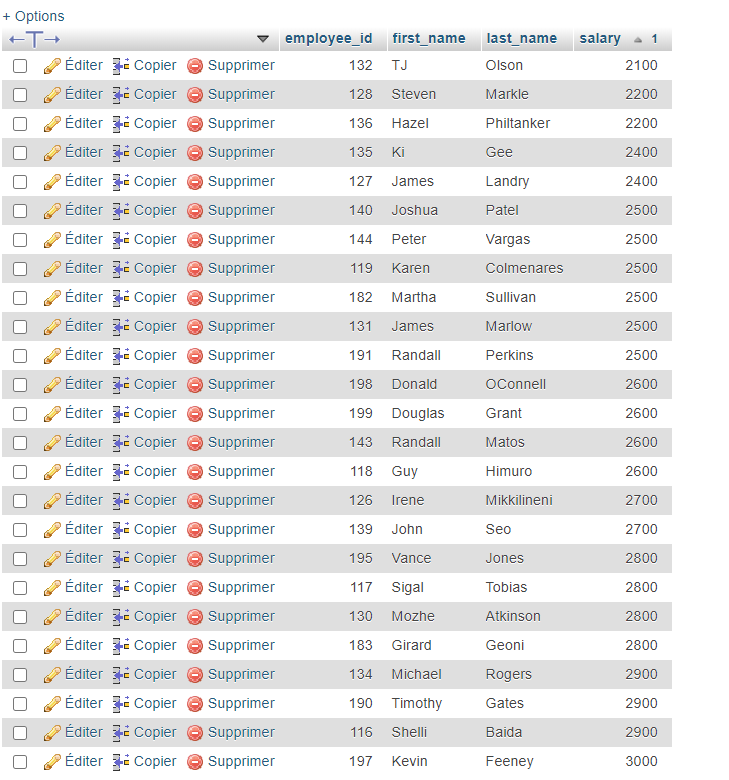 + Options
←T→ employee_id first_name last_name salary 1
Éditer Copier Supprimer 132 TJ Olson 2100
Éditer Copier Supprimer 128 Steven Markle 2200
Éditer Copier Supprimer 136 Hazel Philtanker 2200
Éditer Copier Supprimer 135 Ki Gee 2400
Éditer Copier Supprimer 127 James Landry 2400
Éditer Copier Supprimer 140 Joshua Patel 2500
Éditer Copier Supprimer 144 Peter Vargas 2500
Éditer Copier Supprimer 119 Karen Colmenares 2500
Éditer Copier Supprimer 182 Martha Sullivan 2500
Éditer Copier Supprimer 131 James Marlow 2500
Éditer Copier Supprimer 191 Randall Perkins 2500
Éditer Copier Supprimer 198 Donald OConnell 2600
Éditer Copier Supprimer 199 Douglas Grant 2600
Éditer Copier Supprimer 143 Randall Matos 2600
Éditer Copier Supprimer 118 Guy Himuro 2600
Éditer Copier Supprimer 126 Irene Mikkilineni 2700
Éditer Copier Supprimer 139 John Seo 2700
Éditer Copier Supprimer 195 Vance Jones 2800
Éditer Copier Supprimer 117 Sigal Tobias 2800
Éditer Copier Supprimer 130 Mozhe Atkinson 2800
Éditer Copier Supprimer 183 Girard Geoni 2800
Éditer Copier Supprimer 134 Michael Rogers 2900
Éditer Copier Supprimer 190 Timothy Gates 2900
Éditer Copier Supprimer 116 Shelli Baida 2900
Éditer Copier Supprimer 197 Kevin Feeney 3000